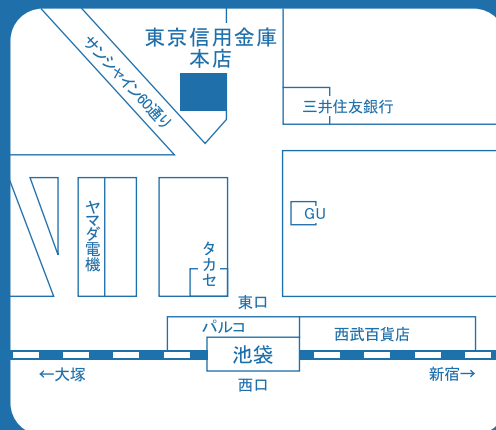 東京信用金庫
本店
サンシャイン60通り
三井住友銀行
ヤマダ電機
タカセ
GU
東口
パルコ
西武百貨店
池袋
←大塚
新宿→
西口